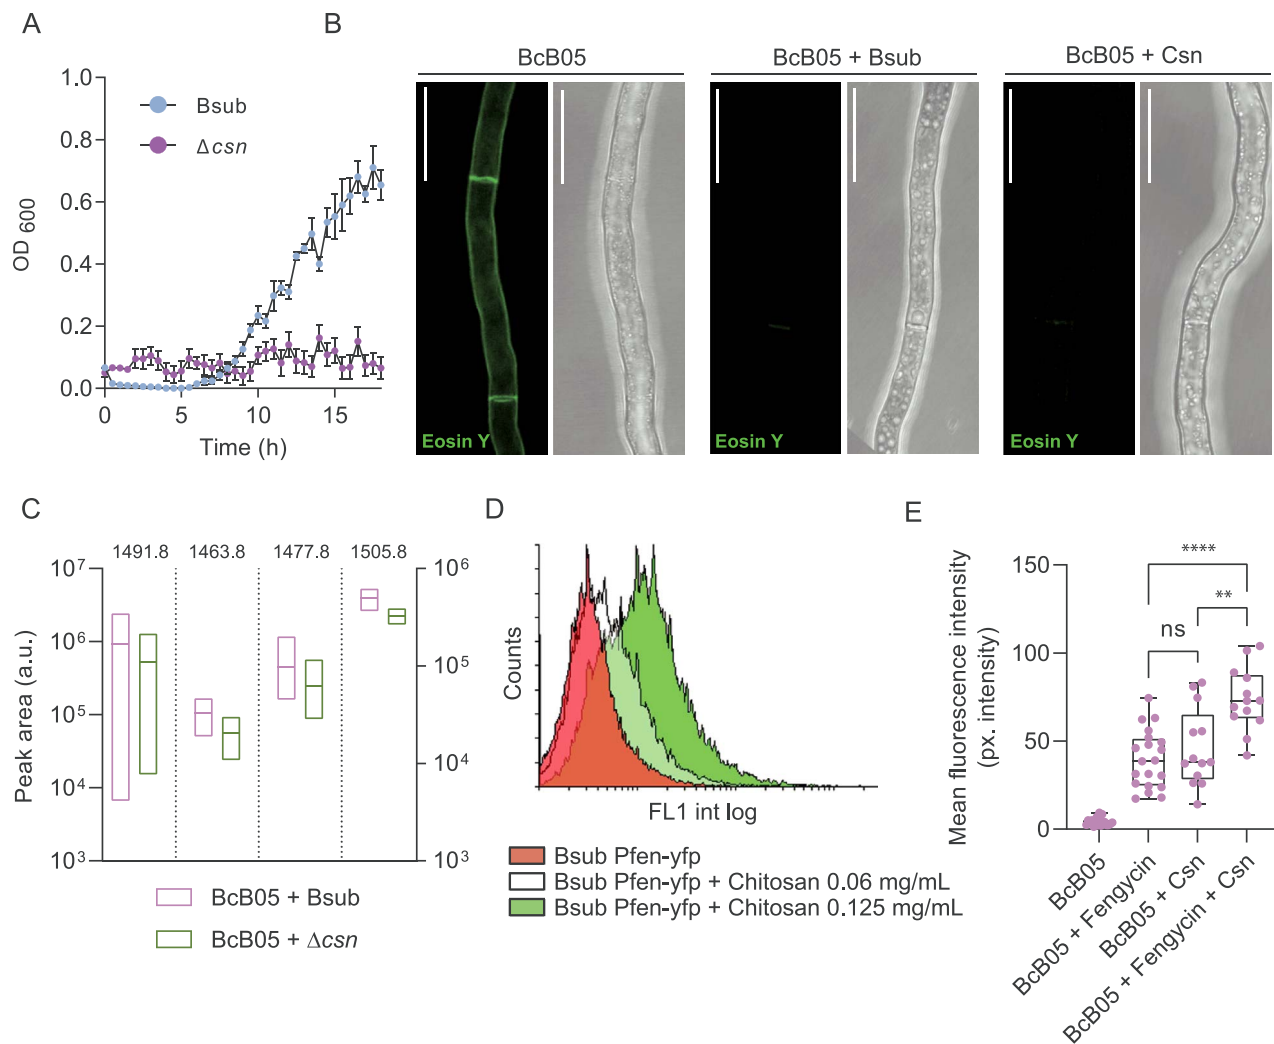 A
B
BcB05
BcB05 + Bsub
BcB05 + Csn
1.0
0.8
0.6
0.4
0.2
0.0
OD 600
Bsub
Δcsn
0
5
10
15
Time (h)
Eosin Y
Eosin Y
Eosin Y
C
1491.8
1463.8
1477.8
1505.8
10⁷
10⁶
10⁵
10⁴
10³
Peak area (a.u.)
10⁶
10⁵
10⁴
10³
BcB05 + Bsub
BcB05 + Δcsn
D
Counts
FL1 int log
Bsub Pfen-yfp
Bsub Pfen-yfp + Chitosan 0.06 mg/mL
Bsub Pfen-yfp + Chitosan 0.125 mg/mL
E
Mean fluorescence intensity
(px. intensity)
150
100
50
0
****
**
ns
BcB05
BcB05 + Fengycin
BcB05 + Csn
BcB05 + Fengycin + Csn